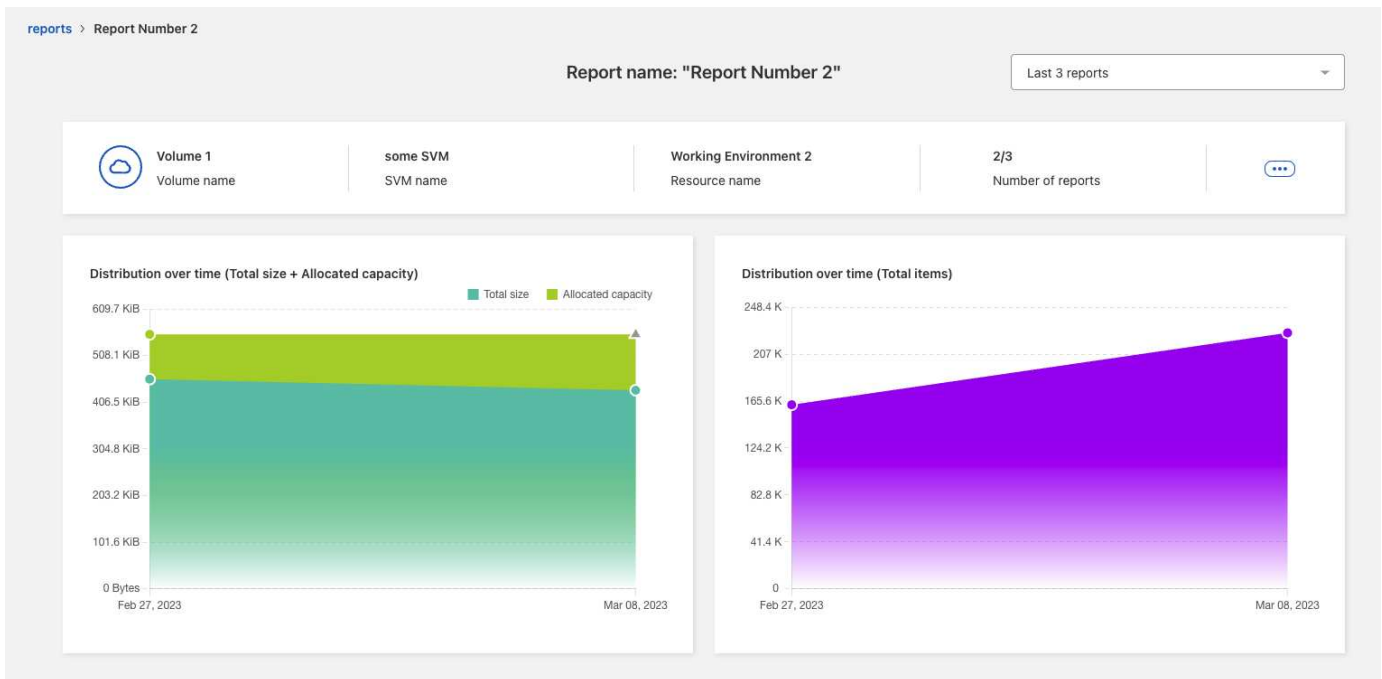 reports > Report Number 2
Report name: "Report Number 2"
Last 3 reports
Volume 1
Volume name
some SVM
SVM name
Working Environment 2
Resource name
2/3
Number of reports
Distribution over time (Total size + Allocated capacity)
Total size
Allocated capacity
609.7 KiB
508.1 KiB
406.5 KiB
304.8 KiB
203.2 KiB
101.6 KiB
0 Bytes
Feb 27, 2023
Mar 08, 2023
Distribution over time (Total items)
248.4 K
207 K
165.6 K
124.2 K
82.8 K
41.4 K
0
Feb 27, 2023
Mar 08, 2023